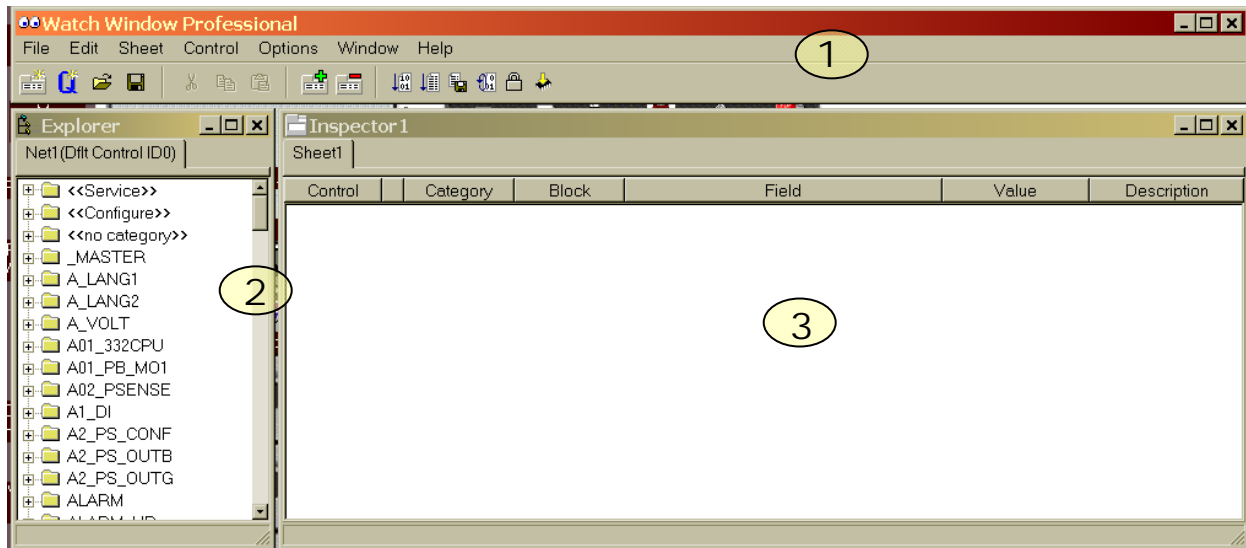 Watch Window Professional
File Edit Sheet Control Options Window Help
1
Explorer
Net1(Dflt Control ID0)
<<Service>>
<<Configure>>
<<no category>>
_MASTER
A_LANG1
A_LANG2
A_VOLT
A01_332CPU
A01_PB_MO1
A02_PSENSE
A1_DI
A2_PS_CONF
A2_PS_OUTB
A2_PS_OUTG
ALARM
2
Inspector1
Sheet1
Control Category Block Field Value Description
3